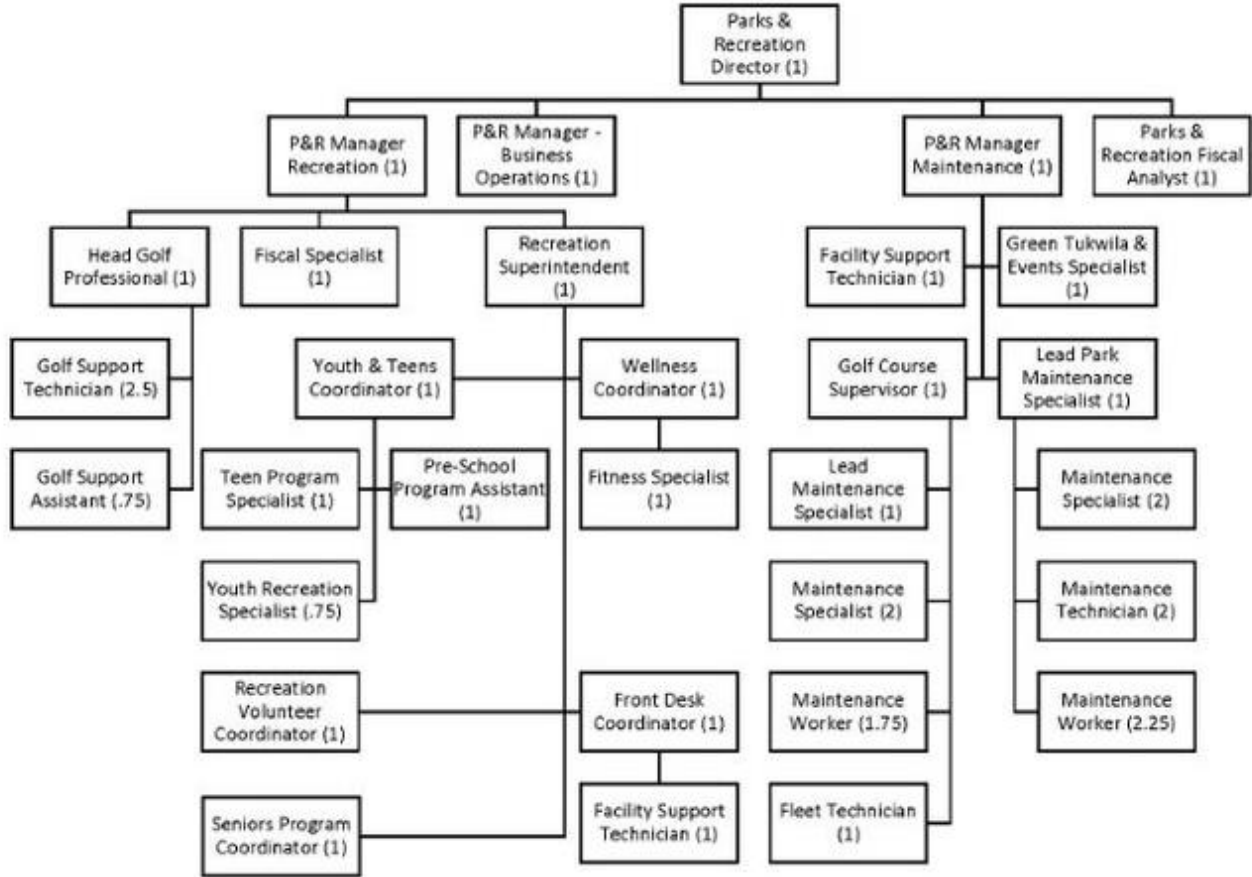 Parks &
Recreation
Director (1)
P&R Manager
Recreation (1)
P&R Manager -
Business
Operations (1)
P&R Manager
Maintenance (1)
Parks &
Recreation Fiscal
Analyst (1)
Head Golf
Professional (1)
Fiscal Specialist
(1)
Recreation
Superintendent
(1)
Facility Support
Technician (1)
Green Tukwila &
Events Specialist
(1)
Golf Support
Technician (2.5)
Youth & Teens
Coordinator (1)
Wellness
Coordinator (1)
Golf Course
Supervisor (1)
Lead Park
Maintenance
Specialist (1)
Golf Support
Assistant (.75)
Teen Program
Specialist (1)
Pre-School
Program Assistant
(1)
Fitness Specialist
(1)
Lead
Maintenance
Specialist (1)
Maintenance
Specialist (2)
Youth Recreation
Specialist (.75)
Maintenance
Specialist (2)
Maintenance
Technician (2)
Recreation
Volunteer
Coordinator (1)
Front Desk
Coordinator (1)
Maintenance
Worker (1.75)
Maintenance
Worker (2.25)
Seniors Program
Coordinator (1)
Facility Support
Technician (1)
Fleet Technician
(1)